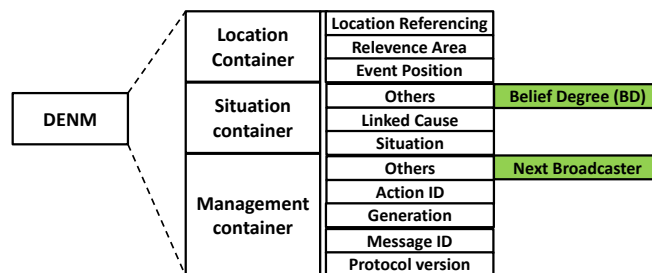 DENM
Location
Container
Location Referencing
Relevence Area
Event Position
Situation
container
Others
Belief Degree (BD)
Linked Cause
Situation
Management
container
Others
Next Broadcaster
Action ID
Generation
Message ID
Protocol version